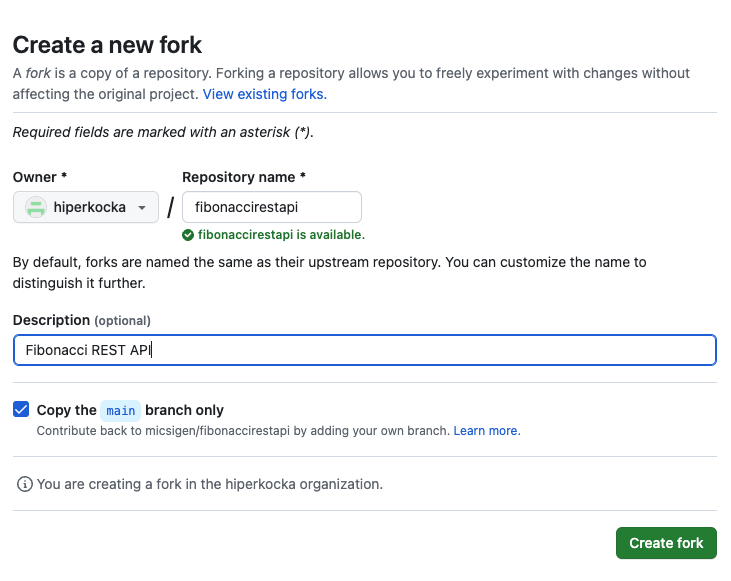 Create a new fork
A fork is a copy of a repository. Forking a repository allows you to freely experiment with changes without
affecting the original project. View existing forks.
Required fields are marked with an asterisk (*).
Owner *
Repository name *
hiperkocka
/
fibonaccirestapi
fibonaccirestapi is available.
By default, forks are named the same as their upstream repository. You can customize the name to
distinguish it further.
Description (optional)
Fibonacci REST API
Copy the main branch only
Contribute back to micsigen/fibonaccirestapi by adding your own branch. Learn more.
You are creating a fork in the hiperkocka organization.
Create fork